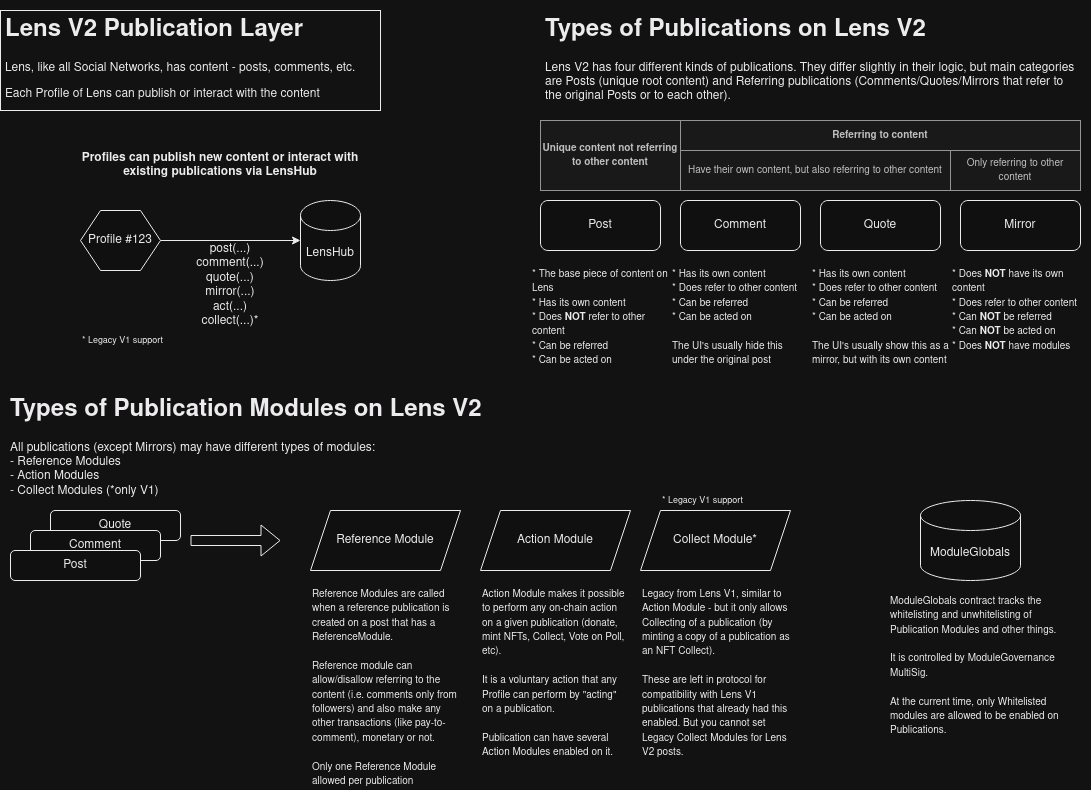 Lens V2 Publication Layer
Lens, like all Social Networks, has content - posts, comments, etc.
Each Profile of Lens can publish or interact with the content
Profiles can publish new content or interact with
existing publications via LensHub
Profile #123
post(...)
comment(...)
quote(...)
mirror(...)
act(...)
collect(...)*
LensHub
* Legacy V1 support
Types of Publications on Lens V2
Lens V2 has four different kinds of publications. They differ slightly in their logic, but main categories
are Posts (unique root content) and Referring publications (Comments/Quotes/Mirrors that refer to
the original Posts or to each other).
Unique content not referring
to other content
Referring to content
Have their own content, but also referring to other content
Only referring to other
content
Post
Comment
Quote
Mirror
* The base piece of content on
Lens
* Has its own content
* Does NOT refer to other
content
* Can be referred
* Can be acted on
* Has its own content
* Does refer to other content
* Can be referred
* Can be acted on
The UI's usually hide this
under the original post
* Has its own content
* Does refer to other content
* Can be referred
* Can be acted on
The UI's usually show this as a
mirror, but with its own content
* Does NOT have its own
content
* Does refer to other content
* Can NOT be referred
* Can NOT be acted on
* Does NOT have modules
Types of Publication Modules on Lens V2
All publications (except Mirrors) may have different types of modules:
- Reference Modules
- Action Modules
- Collect Modules (*only V1)
Quote
Comment
Post
Reference Module
Reference Modules are called
when a reference publication is
created on a post that has a
ReferenceModule.
Reference module can
allow/disallow referring to the
content (i.e. comments only from
followers) and also make any
other transactions (like pay-to-
comment), monetary or not.
Only one Reference Module
allowed per publication
Action Module
Action Module makes it possible
to perform any on-chain action
on a given publication (donate,
mint NFTs, Collect, Vote on Poll,
etc).
It is a voluntary action that any
Profile can perform by "acting"
on a publication.
Publication can have several
Action Modules enabled on it.
* Legacy V1 support
Collect Module*
Legacy from Lens V1, similar to
Action Module - but it only allows
Collecting of a publication (by
minting a copy of a publication as
an NFT Collect).
These are left in protocol for
compatibility with Lens V1
publications that already had this
enabled. But you cannot set
Legacy Collect Modules for Lens
V2 posts.
ModuleGlobals
ModuleGlobals contract tracks the
whitelisting and unwhitelisting of
Publication Modules and other things.
It is controlled by ModuleGovernance
MultiSig.
At the current time, only Whitelisted
modules are allowed to be enabled on
Publications.